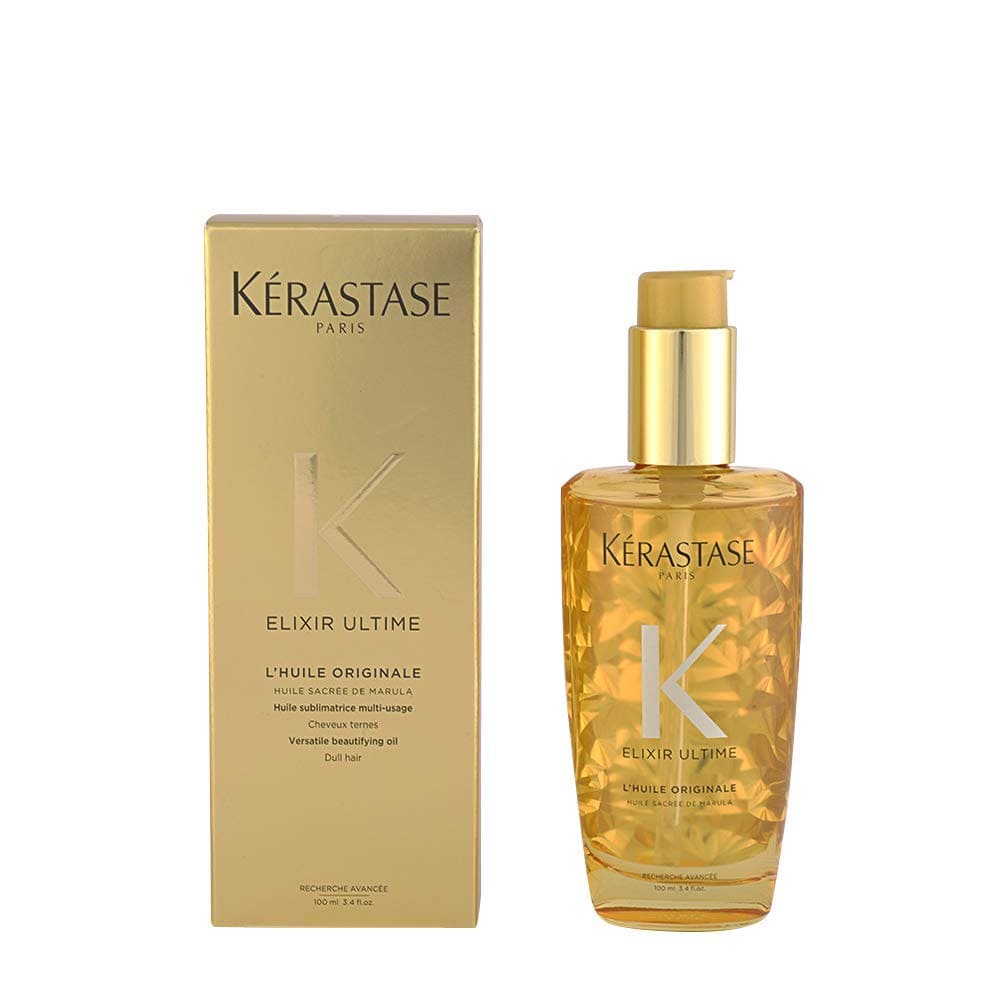 KÉRASTASE
PARIS
K
ELIXIR ULTIME
L'HUILE ORIGINALE
HUILE SACRÉE DE MARULA
Huile sublimatrice multi-usage
Cheveux ternes
Versatile beautifying oil
Dull hair
RECHERCHE AVANCÉE
100 ml 3.4 fl.oz.
KÉRASTASE
PARIS
K
ELIXIR ULTIME
L'HUILE ORIGINALE
HUILE SACRÉE DE MARULA
RECHERCHE AVANCÉE
100 ml 3.4 fl.oz.